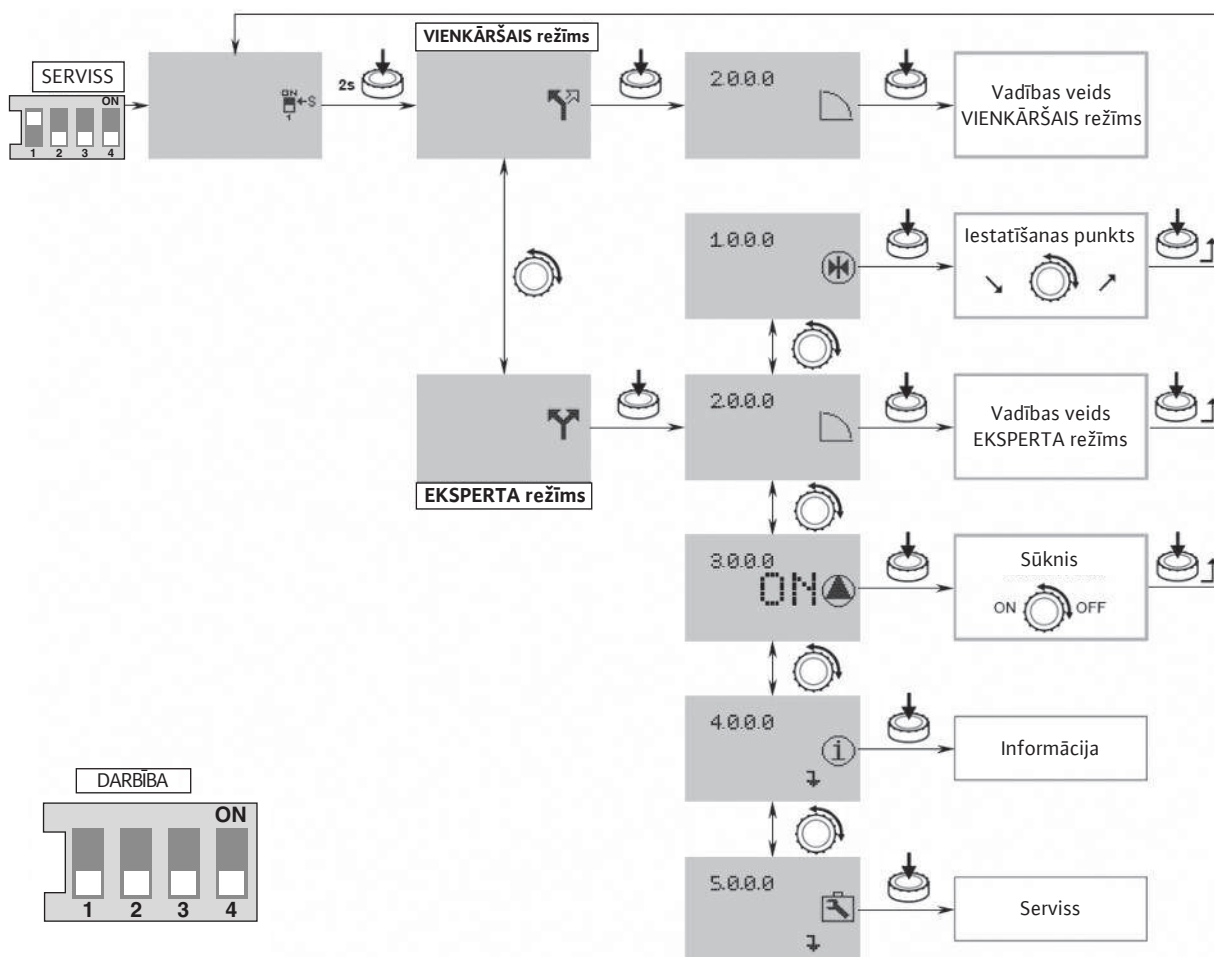 VIENKĀRŠAIS režīms
SERVISS
ON
1 2 3 4
ON
←S
1
2s
2.0.0.0
Vadības veids
VIENKĀRŠAIS režīms
1.0.0.0
Iestatīšanas punkts
2.0.0.0
Vadības veids
EKSPERTA režīms
EKSPERTA režīms
3.0.0.0
ON
Sūknis
ON OFF
4.0.0.0
i
Informācija
DARBĪBA
ON
1 2 3 4
5.0.0.0
Serviss